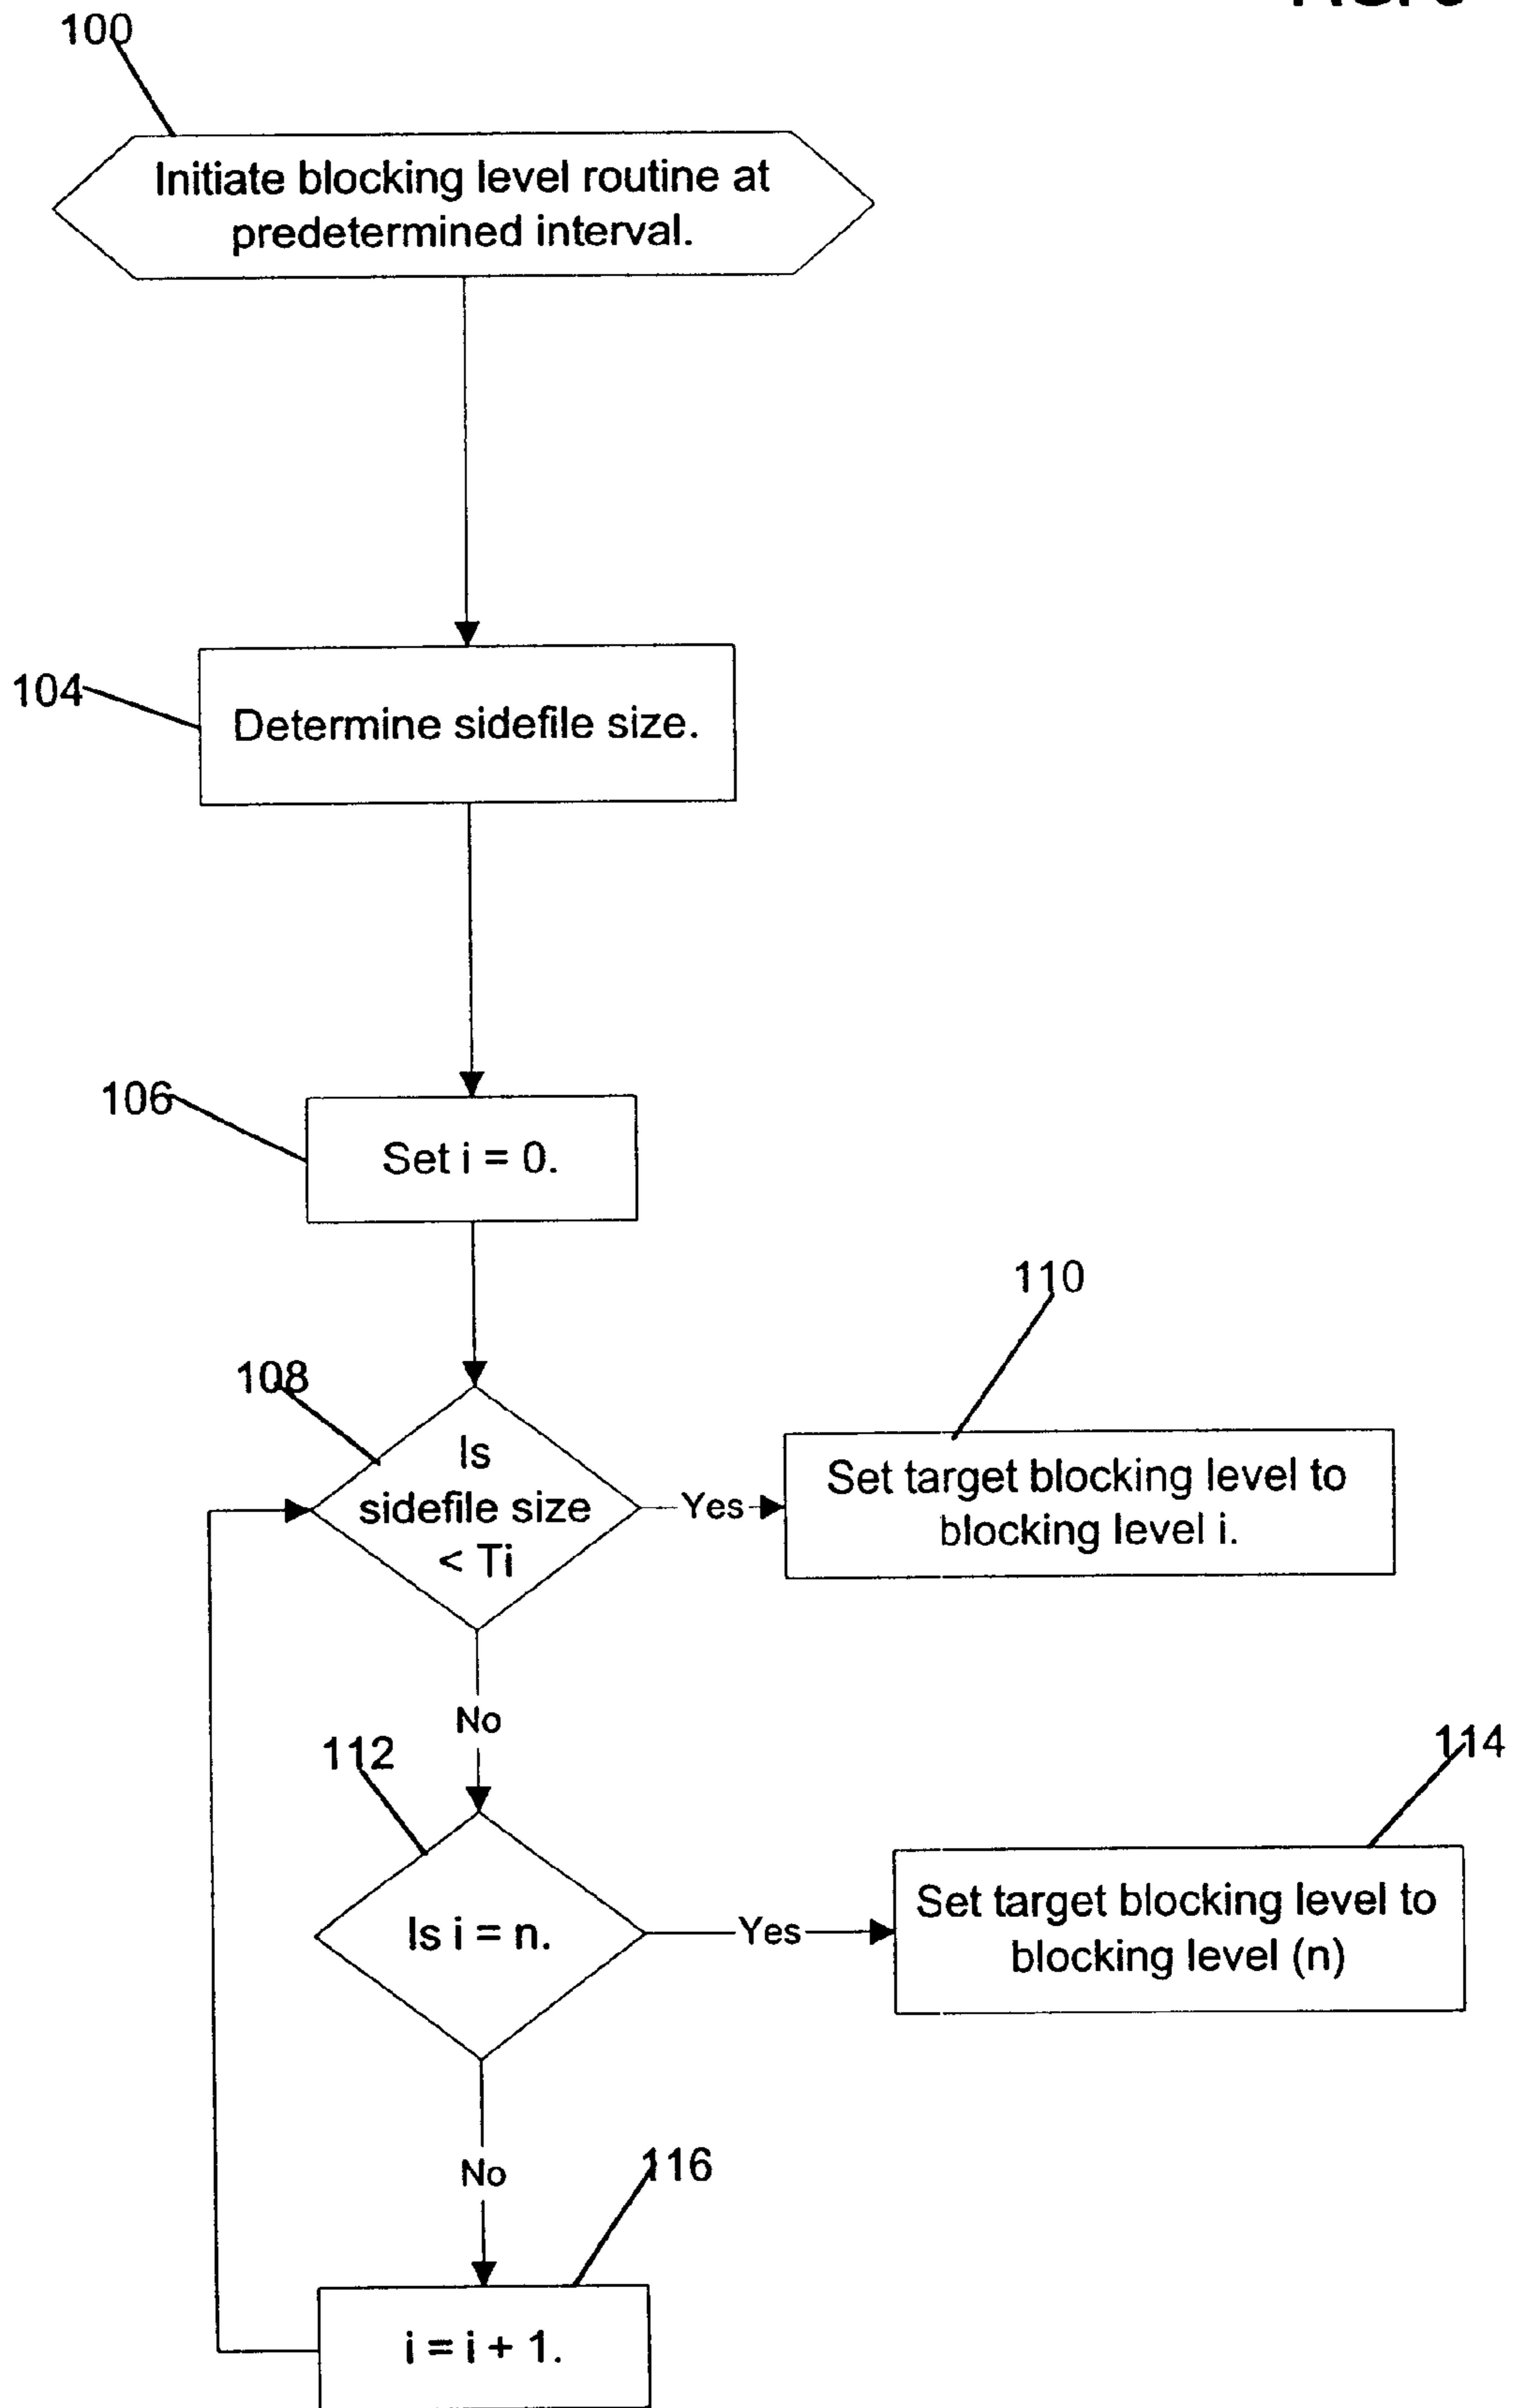 100
Initiate blocking level routine at
predetermined interval.
104
Determine sidefile size.
106
Set i = 0.
108
Is
sidefile size
< Ti
Yes
110
Set target blocking level to
blocking level i.
No
112
Is i = n.
Yes
114
Set target blocking level to
blocking level (n)
No
116
i = i + 1.